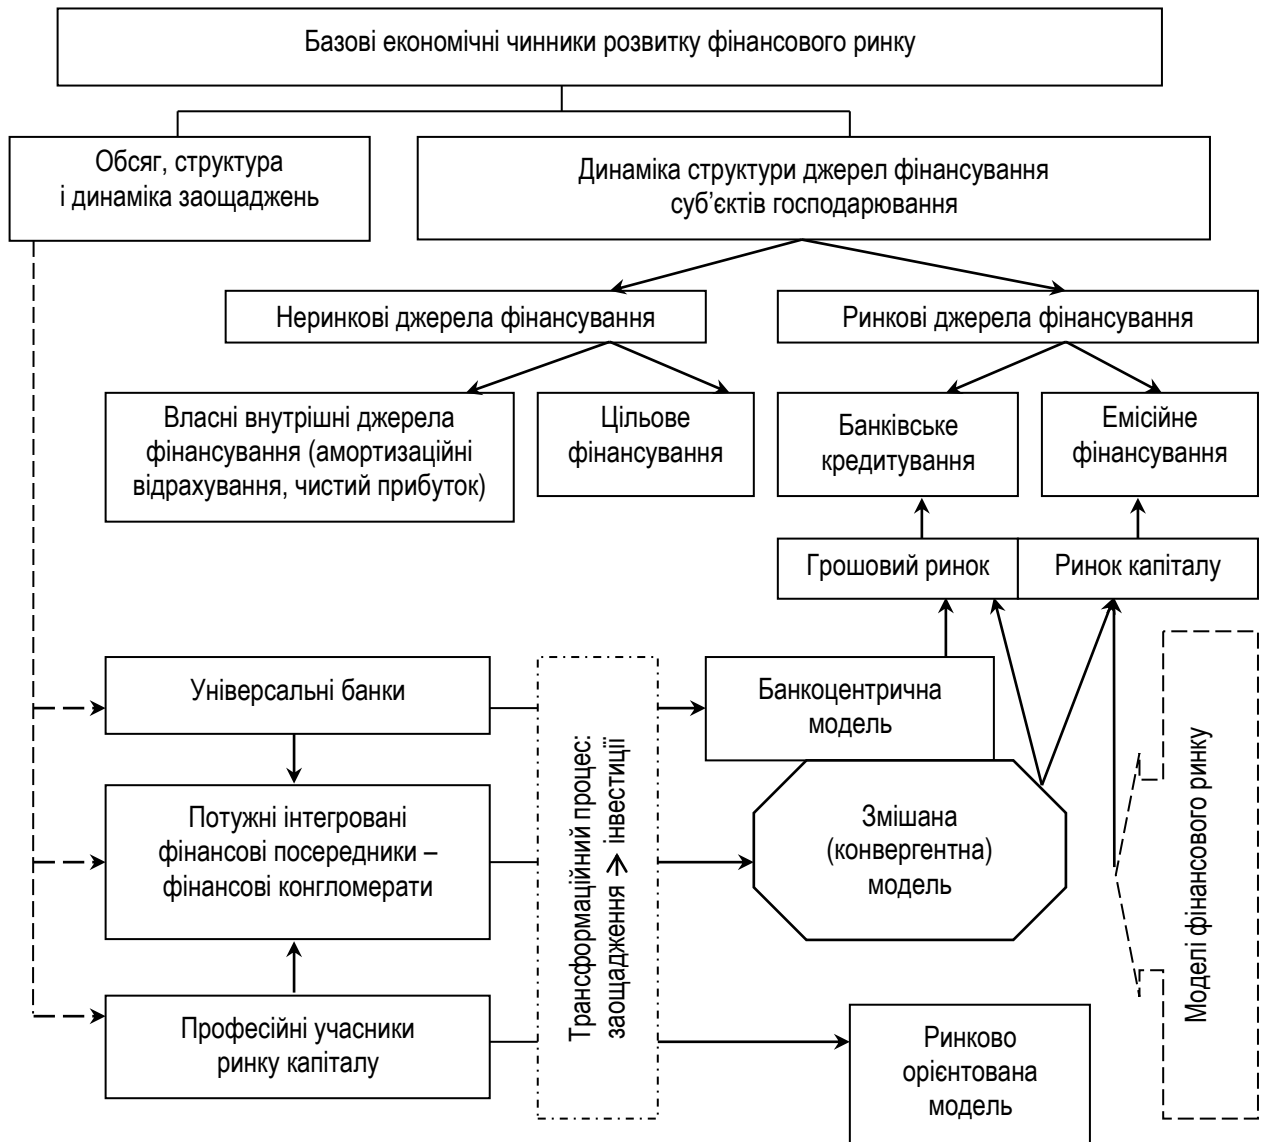 Базові економічні чинники розвитку фінансового ринку
Обсяг, структура
і динаміка заощаджень
Динаміка структури джерел фінансування
суб’єктів господарювання
Неринкові джерела фінансування
Ринкові джерела фінансування
Власні внутрішні джерела
фінансування (амортизаційні
відрахування, чистий прибуток)
Цільове
фінансування
Банківське
кредитування
Емісійне
фінансування
Грошовий ринок
Ринок капіталу
Універсальні банки
Потужні інтегровані
фінансові посередники –
фінансові конгломерати
Професійні учасники
ринку капіталу
Трансформаційний процес:
заощадження → інвестиції
Банкоцентрична
модель
Змішана
(конвергентна)
модель
Ринково
орієнтована
модель
Моделі фінансового ринку